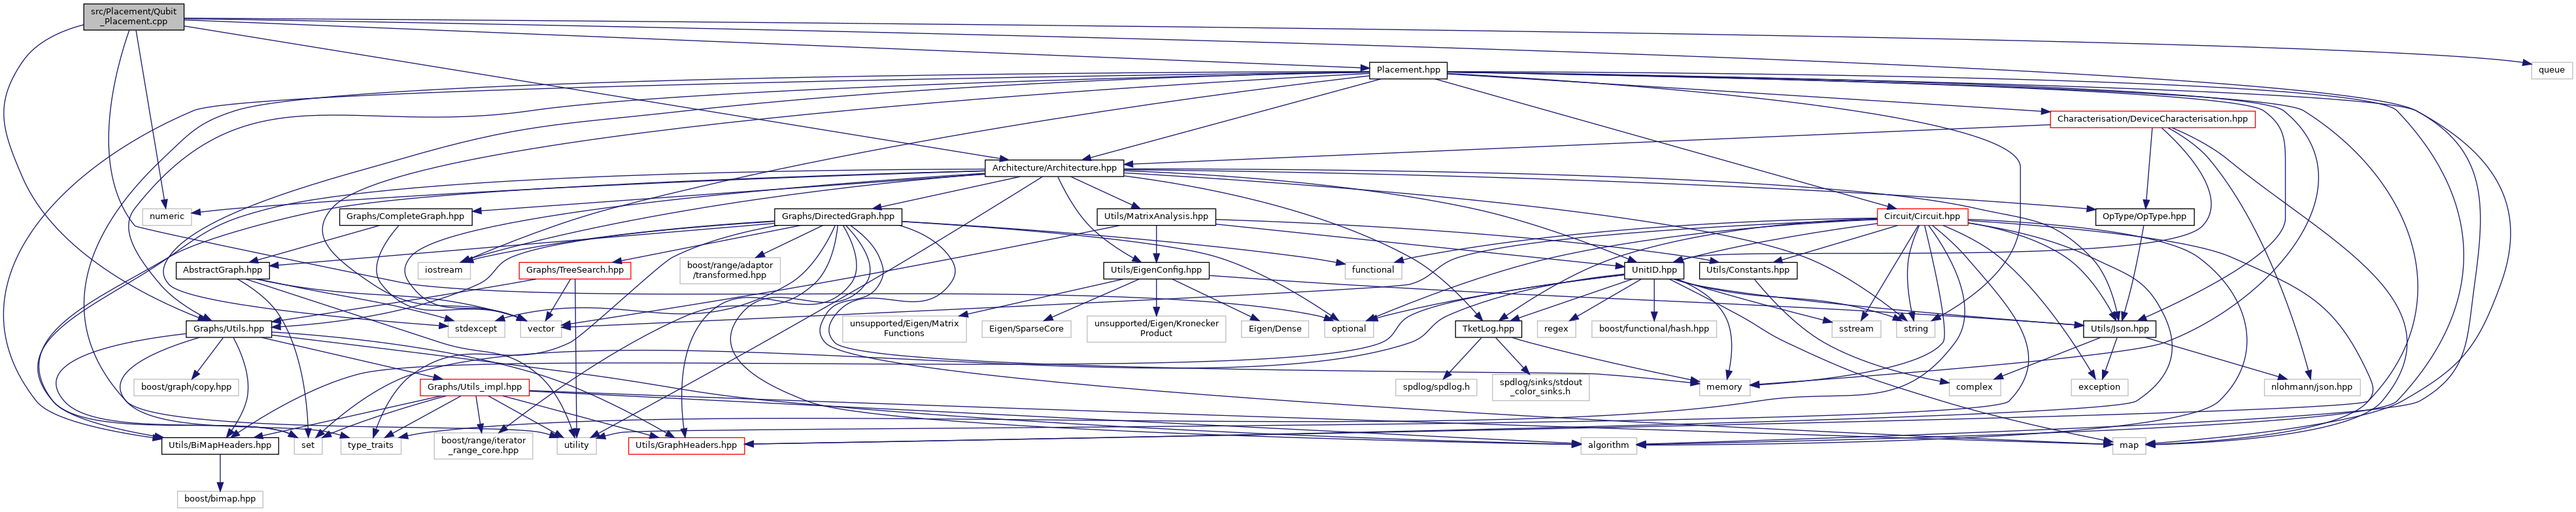 src/Placement/Qubit
_Placement.cpp
Placement.hpp
queue
Characterisation/DeviceCharacterisation.hpp
Architecture/Architecture.hpp
numeric
Graphs/CompleteGraph.hpp
Graphs/DirectedGraph.hpp
Utils/MatrixAnalysis.hpp
Circuit/Circuit.hpp
OpType/OpType.hpp
AbstractGraph.hpp
iostream
Graphs/TreeSearch.hpp
boost/range/adaptor
/transformed.hpp
functional
Utils/EigenConfig.hpp
UnitID.hpp
Utils/Constants.hpp
Graphs/Utils.hpp
stdexcept
vector
optional
unsupported/Eigen/Matrix
Functions
Eigen/SparseCore
unsupported/Eigen/Kronecker
Product
Eigen/Dense
TketLog.hpp
regex
boost/functional/hash.hpp
sstream
string
Utils/Json.hpp
boost/graph/copy.hpp
Graphs/Utils_impl.hpp
spdlog/spdlog.h
spdlog/sinks/stdout
_color_sinks.h
memory
complex
exception
nlohmann/json.hpp
Utils/BiMapHeaders.hpp
set
type_traits
boost/range/iterator
_range_core.hpp
utility
Utils/GraphHeaders.hpp
algorithm
map
boost/bimap.hpp